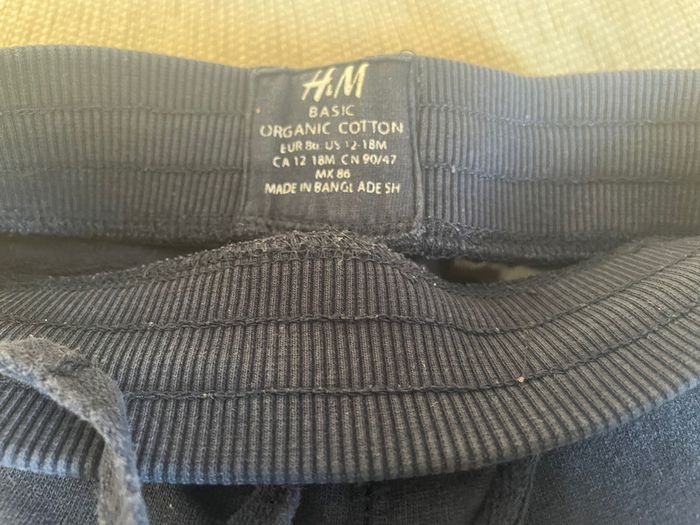 H&M
BASIC
ORGANIC COTTON
EUR 86 US 12-18M
CA 12 18M CN 90/47
MX 86
MADE IN BANGLADESH